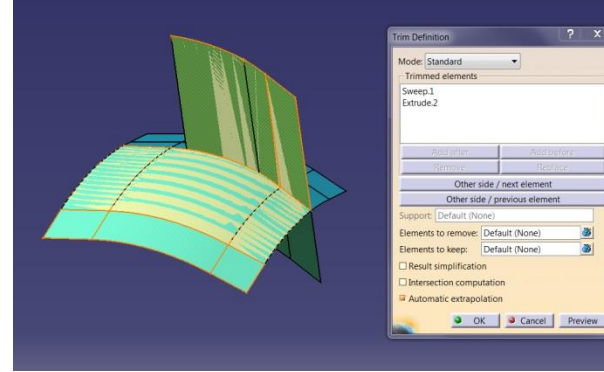 Trim Definition
? X
Mode: Standard
Trimmed elements
Sweep.1
Extrude.2
Add after
Add before
Remove
Replace
Other side / next element
Other side / previous element
Support: Default (None)
Elements to remove: Default (None)
Elements to keep: Default (None)
Result simplification
Intersection computation
Automatic extrapolation
OK
Cancel
Preview